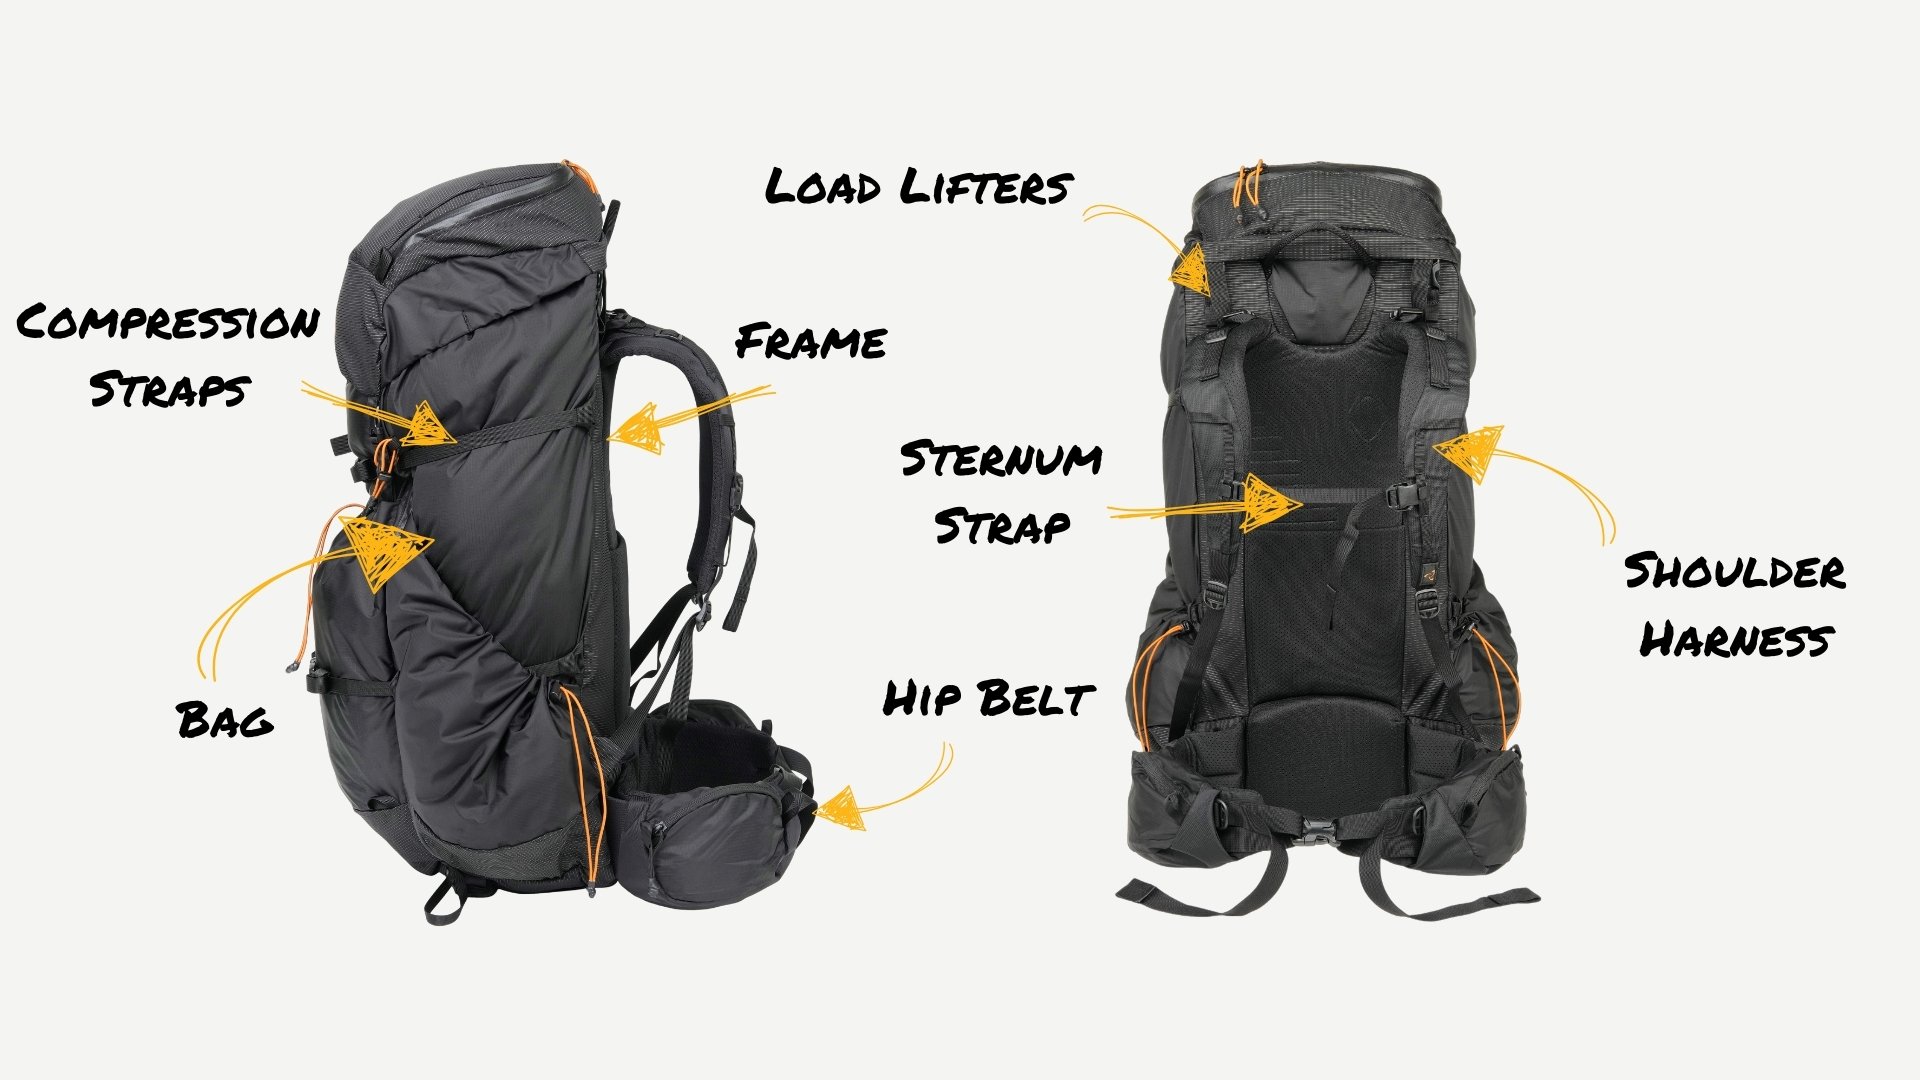 Load Lifters
Compression
Straps
Frame
Sternum
Strap
Shoulder
Harness
Hip Belt
Bag